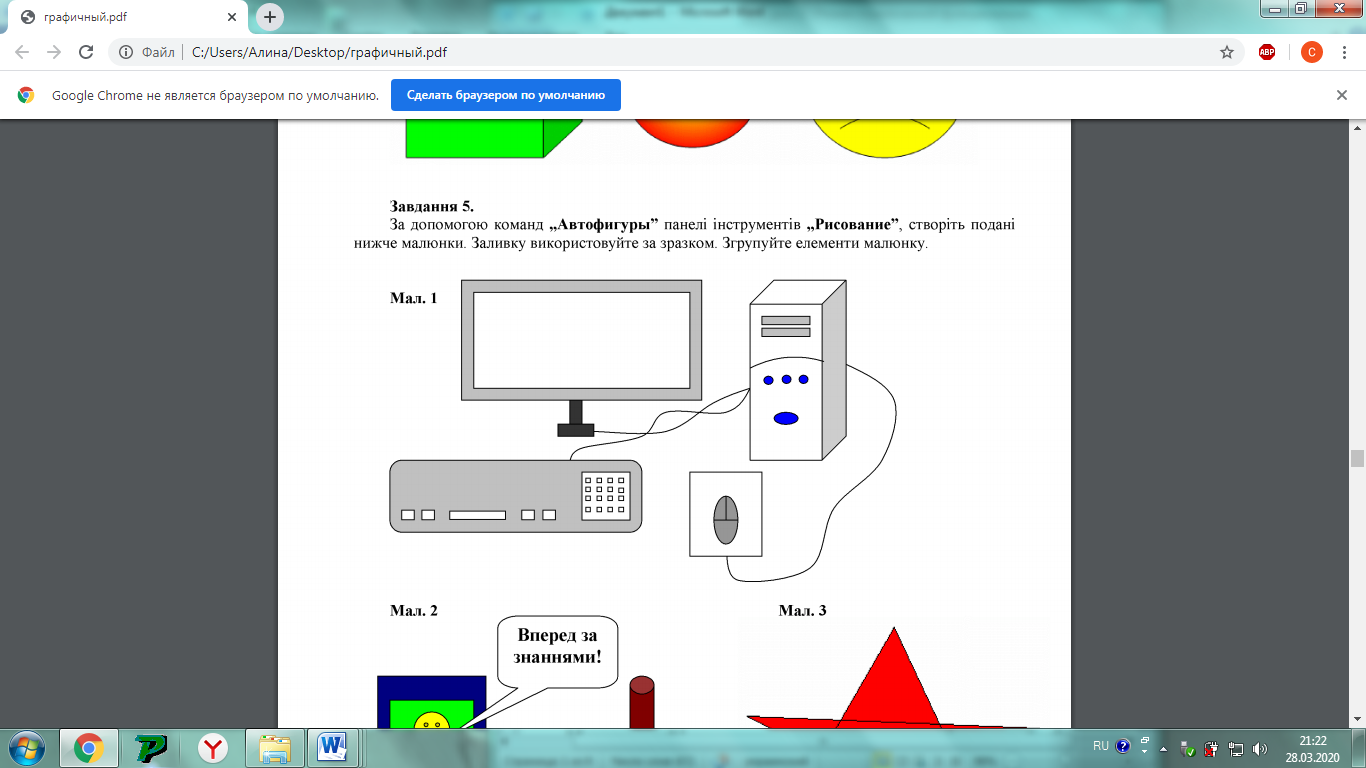 графичный.pdf
Файл
C:/Users/Алина/Desktop/графичный.pdf
ABP
С
Google Chrome не является браузером по умолчанию.
Сделать браузером по умолчанию
Завдання 5.
За допомогою команд „Автофигуры” панелі інструментів „Рисование”, створіть подані
нижче малюнки. Заливку використовуйте за зразком. Згрупуйте елементи малюнку.
Мал. 1
Мал. 2
Мал. 3
Вперед за
знаннями!
RU
21:22
28.03.2020